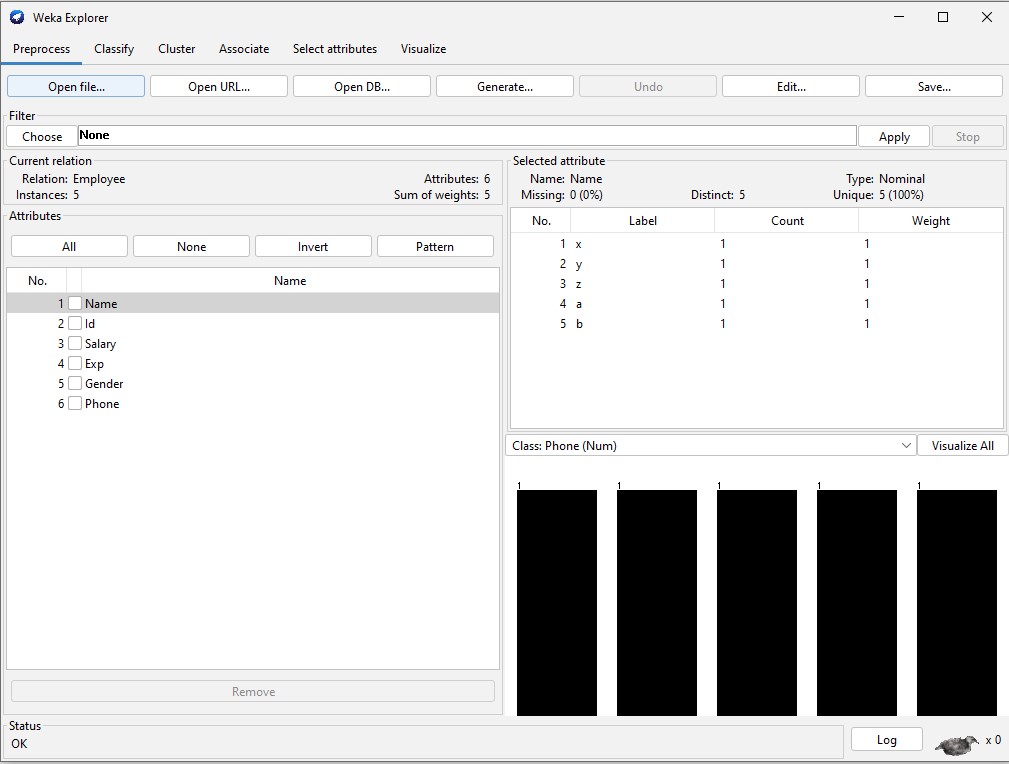 Weka Explorer
Preprocess Classify Cluster Associate Select attributes Visualize
Open file... Open URL... Open DB... Generate... Undo Edit... Save...
Filter
Choose None Apply Stop
Current relation
Relation: Employee Attributes: 6
Instances: 5 Sum of weights: 5
Attributes
All None Invert Pattern
No. Name
1 Name
2 Id
3 Salary
4 Exp
5 Gender
6 Phone
Remove
Selected attribute
Name: Name Type: Nominal
Missing: 0 (0%) Distinct: 5 Unique: 5 (100%)
No. Label Count Weight
1 x 1 1
2 y 1 1
3 z 1 1
4 a 1 1
5 b 1 1
Class: Phone (Num) Visualize All
1 1 1 1 1
Status
OK
Log x 0